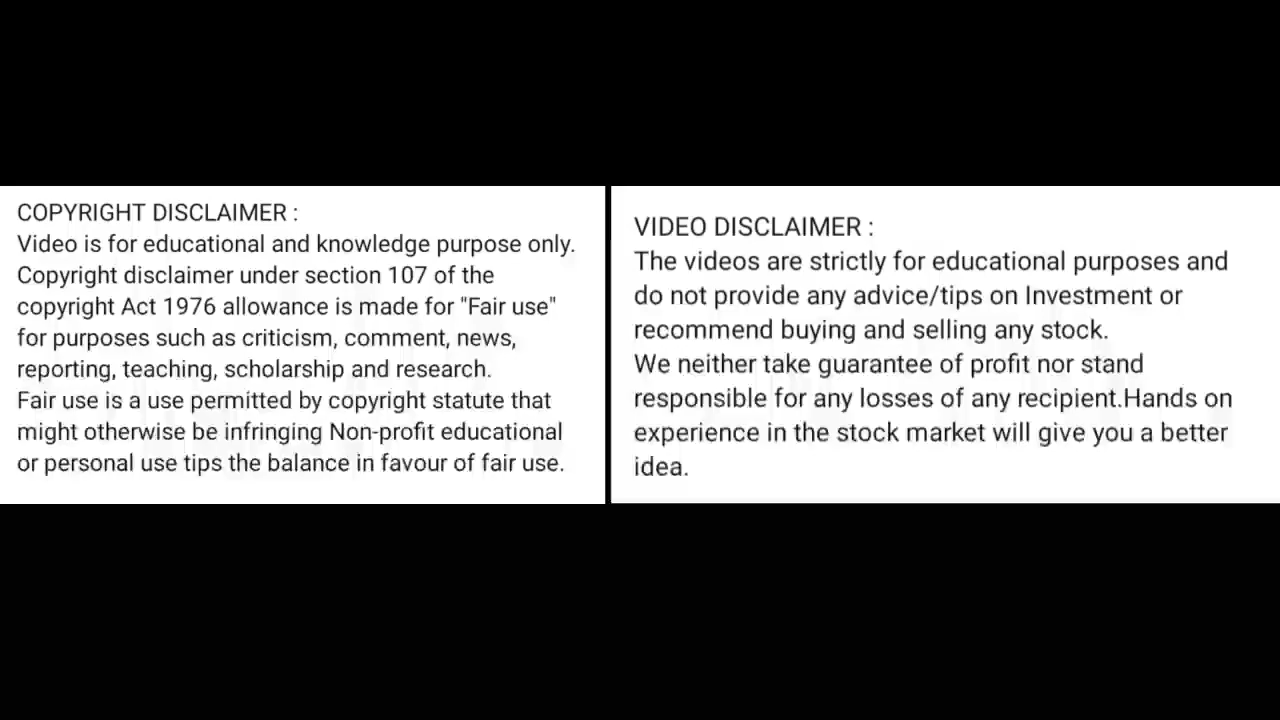 COPYRIGHT DISCLAIMER :
Video is for educational and knowledge purpose only.
Copyright disclaimer under section 107 of the
copyright Act 1976 allowance is made for "Fair use"
for purposes such as criticism, comment, news,
reporting, teaching, scholarship and research.
Fair use is a use permitted by copyright statute that
might otherwise be infringing Non-profit educational
or personal use tips the balance in favour of fair use.
VIDEO DISCLAIMER :
The videos are strictly for educational purposes and
do not provide any advice/tips on Investment or
recommend buying and selling any stock.
We neither take guarantee of profit nor stand
responsible for any losses of any recipient.Hands on
experience in the stock market will give you a better
idea.